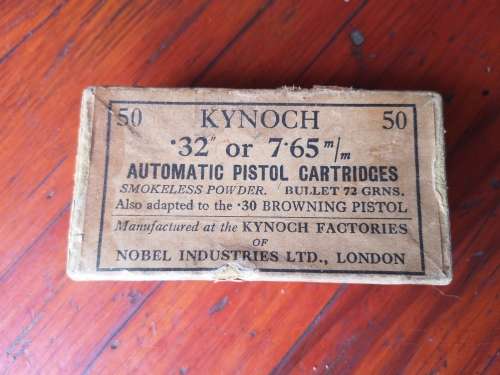 50 KYNOCH 50
·32" or 7·65 m/m
AUTOMATIC PISTOL CARTRIDGES
SMOKELESS POWDER. BULLET 72 GRNS.
Also adapted to the ·30 BROWNING PISTOL
Manufactured at the KYNOCH FACTORIES
OF
NOBEL INDUSTRIES LTD., LONDON